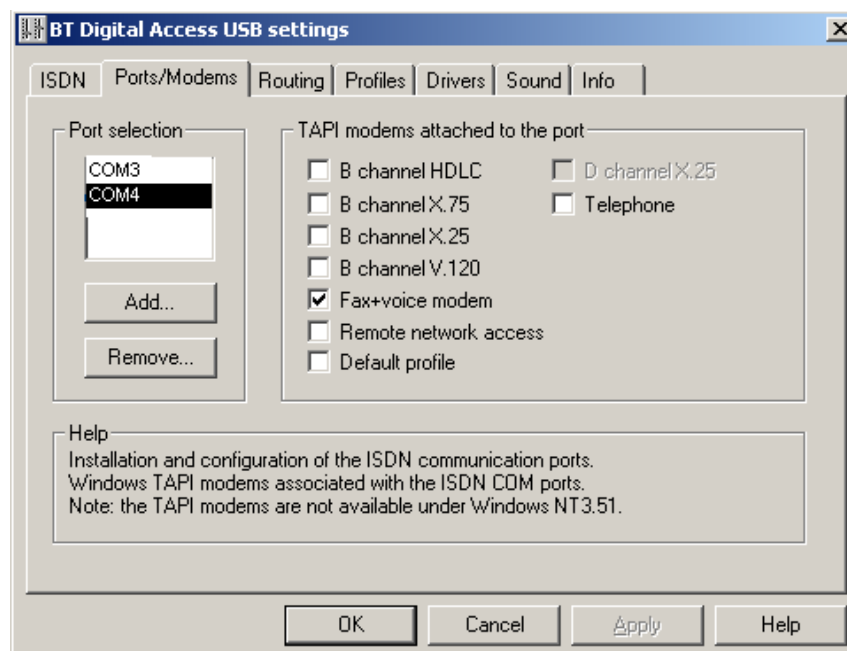 BT Digital Access USB settings
ISDN Ports/Modems Routing Profiles Drivers Sound Info
Port selection
COM3
COM4
Add...
Remove...
TAPI modems attached to the port
B channel HDLC
B channel X.75
B channel X.25
B channel V.120
Fax+voice modem
Remote network access
Default profile
D channel X.25
Telephone
Help
Installation and configuration of the ISDN communication ports.
Windows TAPI modems associated with the ISDN COM ports.
Note: the TAPI modems are not available under Windows NT3.51.
OK Cancel Apply Help